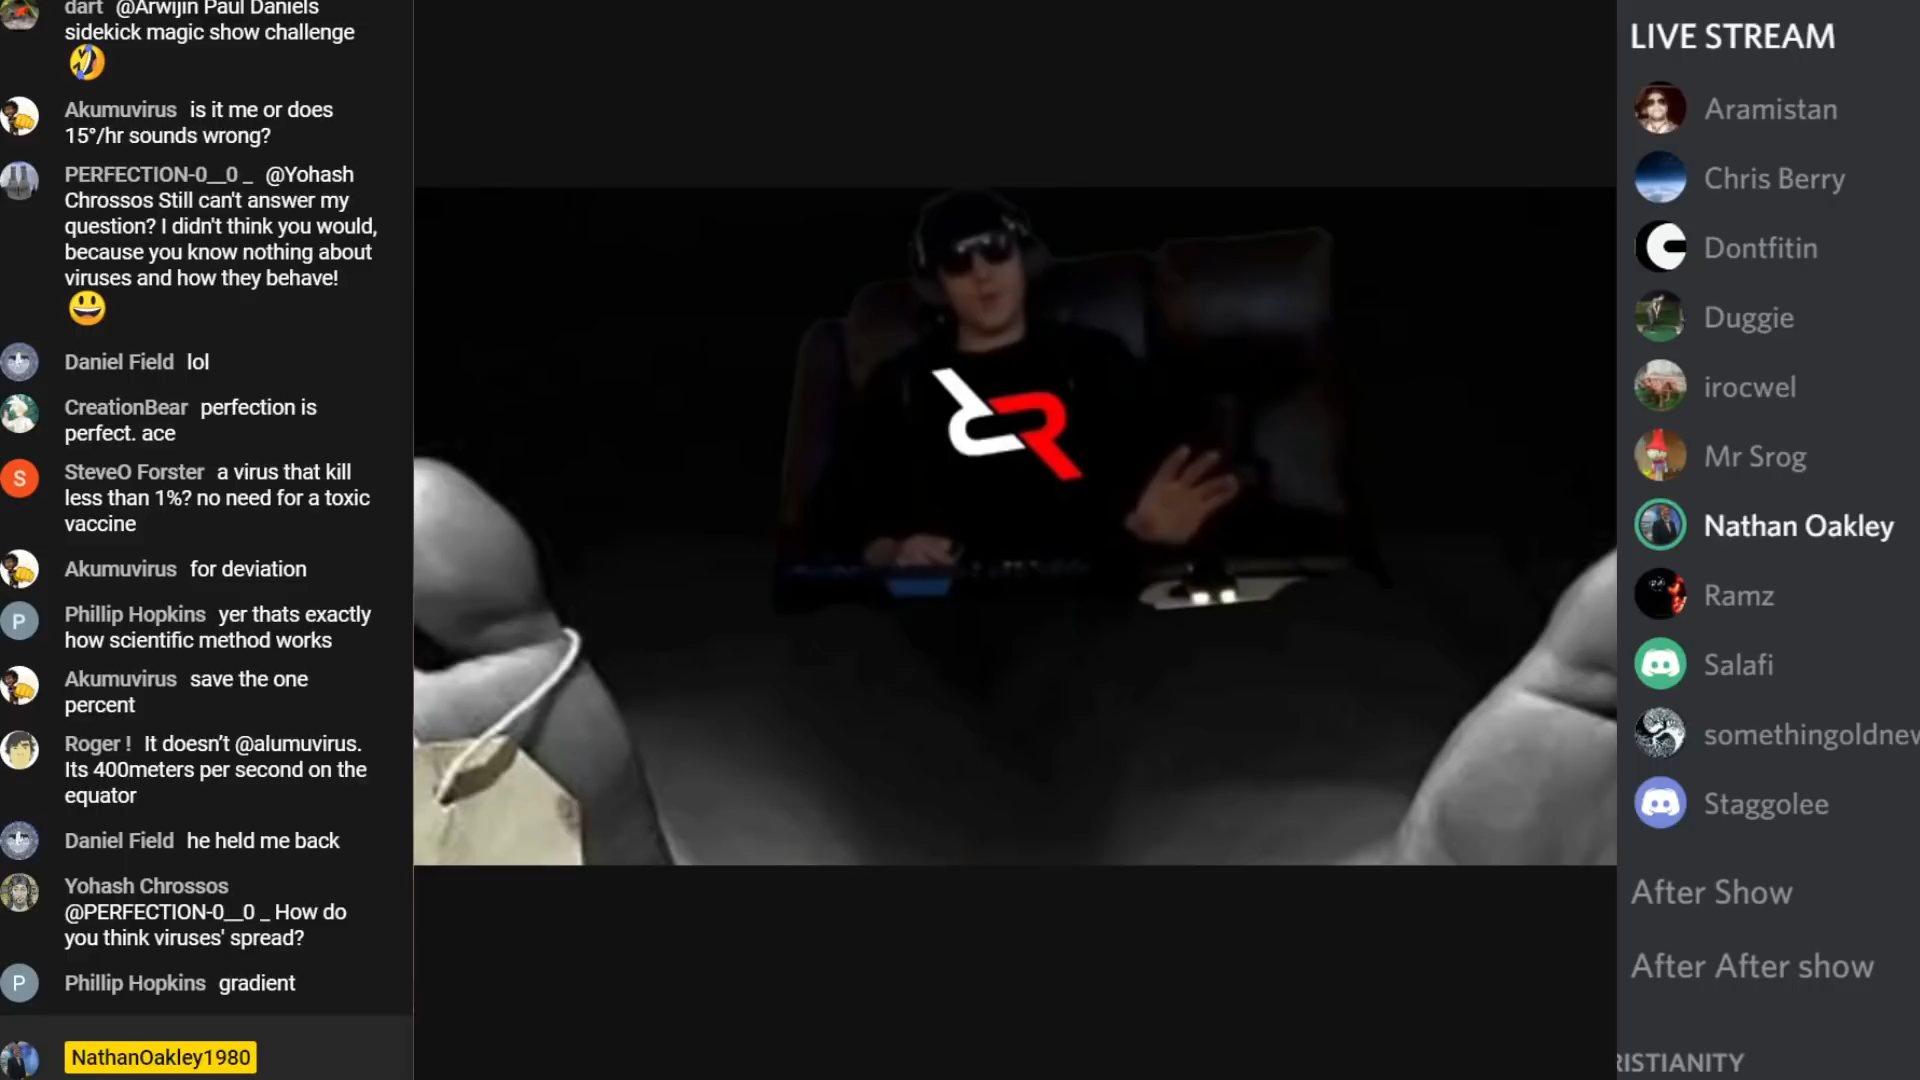 dart @Arwijin Paul Daniels
sidekick magic show challenge
Akumuvirus is it me or does
15°/hr sounds wrong?
PERFECTION-0__0 _ @Yohash
Chrossos Still can't answer my
question? I didn't think you would,
because you know nothing about
viruses and how they behave!
Daniel Field lol
CreationBear perfection is
perfect. ace
S
SteveO Forster a virus that kill
less than 1%? no need for a toxic
vaccine
Akumuvirus for deviation
P
Phillip Hopkins yer thats exactly
how scientific method works
Akumuvirus save the one
percent
Roger ! It doesn’t @alumuvirus.
Its 400meters per second on the
equator
Daniel Field he held me back
Yohash Chrossos
@PERFECTION-0__0 _ How do
you think viruses' spread?
P
Phillip Hopkins gradient
NathanOakley1980
LIVE STREAM
Aramistan
Chris Berry
Dontfitin
Duggie
irocwel
Mr Srog
Nathan Oakley
Ramz
Salafi
somethingoldnew
Staggolee
After Show
After After show
RISTIANITY